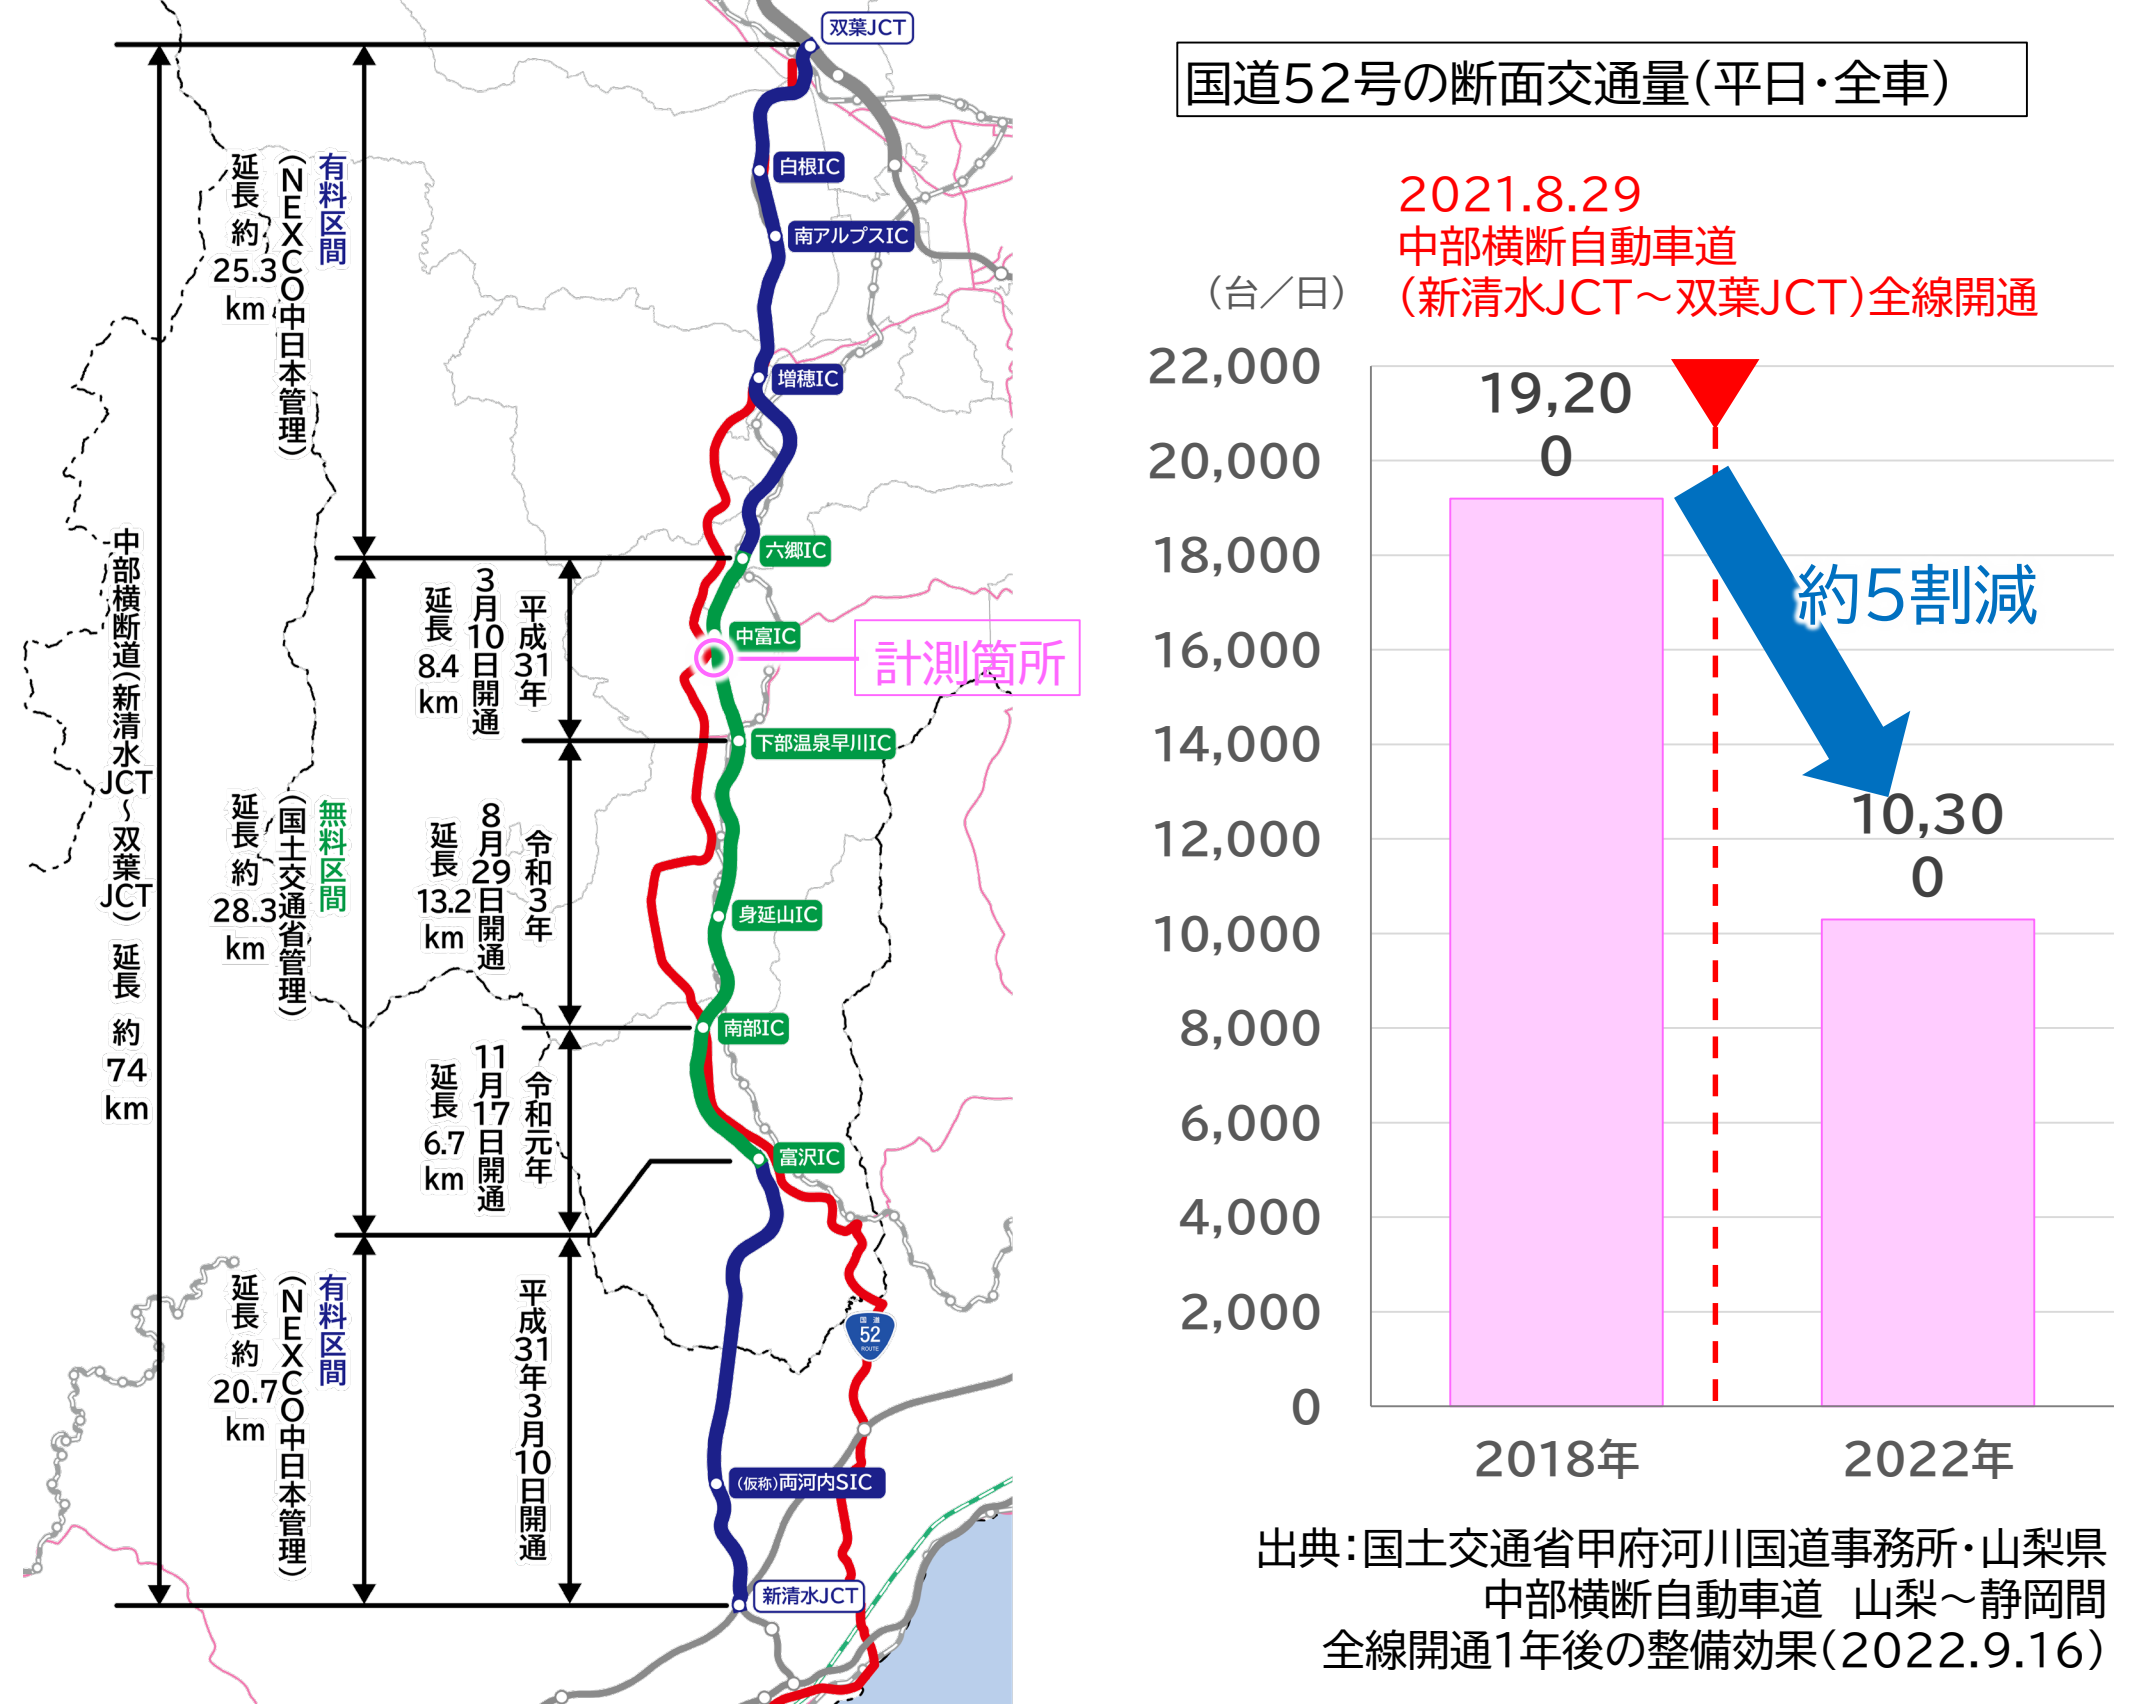 双葉JCT
白根IC
南アルプスIC
増穂IC
六郷IC
中富IC
計測箇所
下部温泉早川IC
身延山IC
南部IC
富沢IC
国道
52
ROUTE
(仮称)両河内SIC
新清水JCT
中部横断道(新清水JCT~双葉JCT) 延長 約74km
有料区間
(NEXCO中日本管理)
延長 約25.3km
無料区間
(国土交通省管理)
延長 約28.3km
有料区間
(NEXCO中日本管理)
延長 約20.7km
平成31年
3月10日開通
延長8.4km
令和3年
8月29日開通
延長13.2km
令和元年
11月17日開通
延長6.7km
平成31年3月10日開通
国道52号の断面交通量(平日・全車)
2021.8.29
中部横断自動車道
(新清水JCT~双葉JCT)全線開通
(台/日)
22,000
20,000
18,000
16,000
14,000
12,000
10,000
8,000
6,000
4,000
2,000
0
19,20
0
約5割減
10,30
0
2018年
2022年
出典:国土交通省甲府河川国道事務所・山梨県
中部横断自動車道 山梨~静岡間
全線開通1年後の整備効果(2022.9.16)